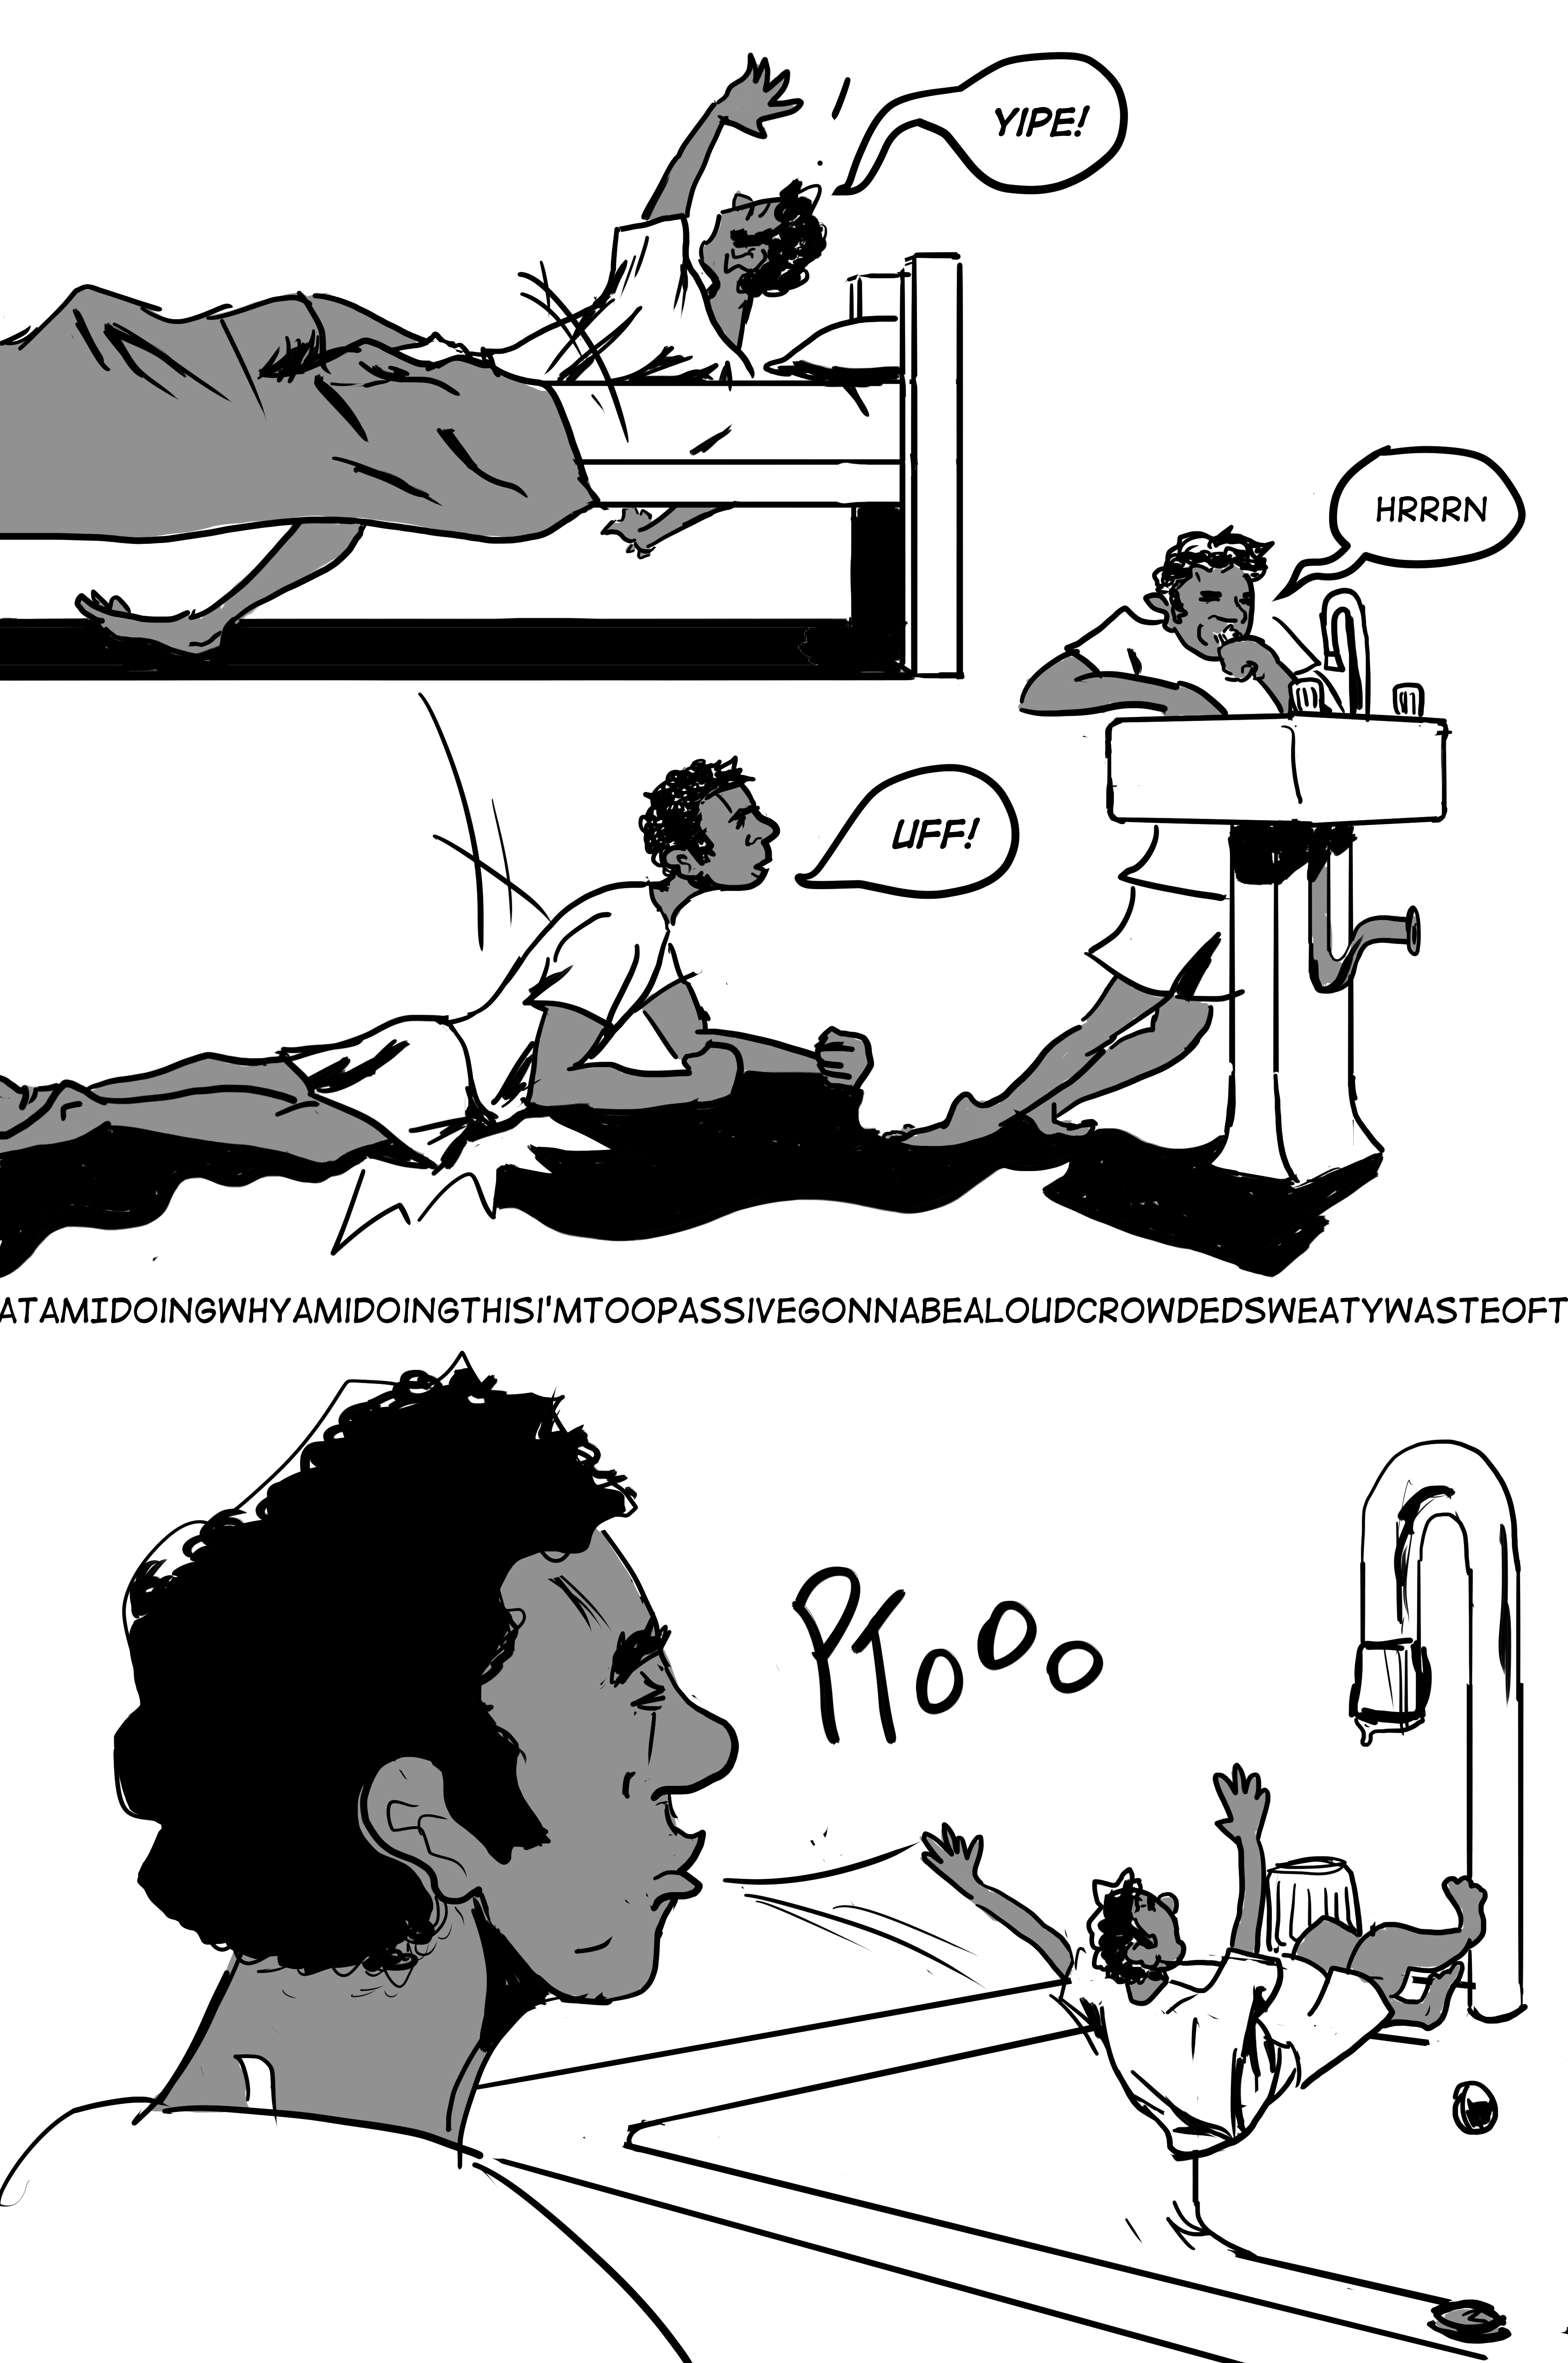 YIPE!
HRRRN
UFF!
ATAMIDOINGWHYAMIDOINGTHISI'MTOOPASSIVEGONNABEALOUDCROWDEDSWEATYWASTEOFT
PTOOO